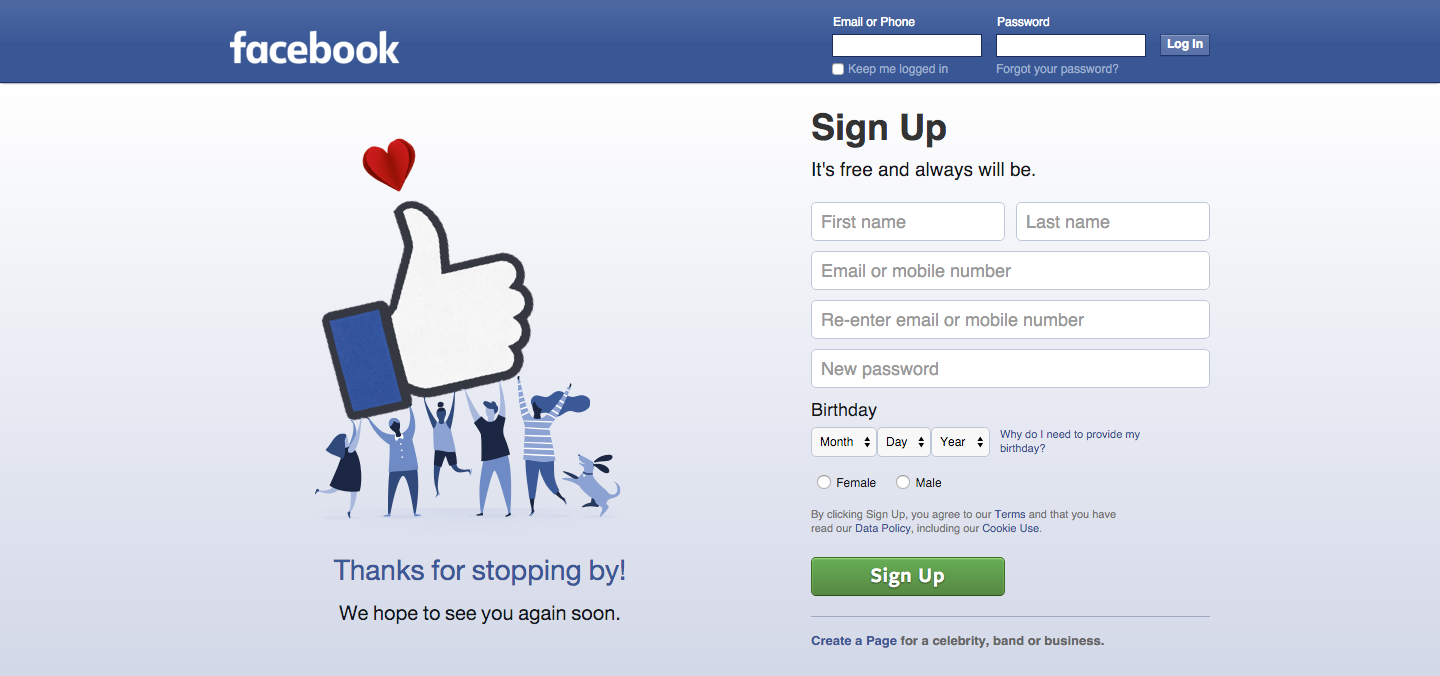 facebook
Email or Phone
Password
Log In
Keep me logged in
Forgot your password?
Sign Up
It's free and always will be.
First name
Last name
Email or mobile number
Re-enter email or mobile number
New password
Birthday
Month
Day
Year
Why do I need to provide my
birthday?
Female
Male
By clicking Sign Up, you agree to our Terms and that you have
read our Data Policy, including our Cookie Use.
Sign Up
Create a Page for a celebrity, band or business.
Thanks for stopping by!
We hope to see you again soon.